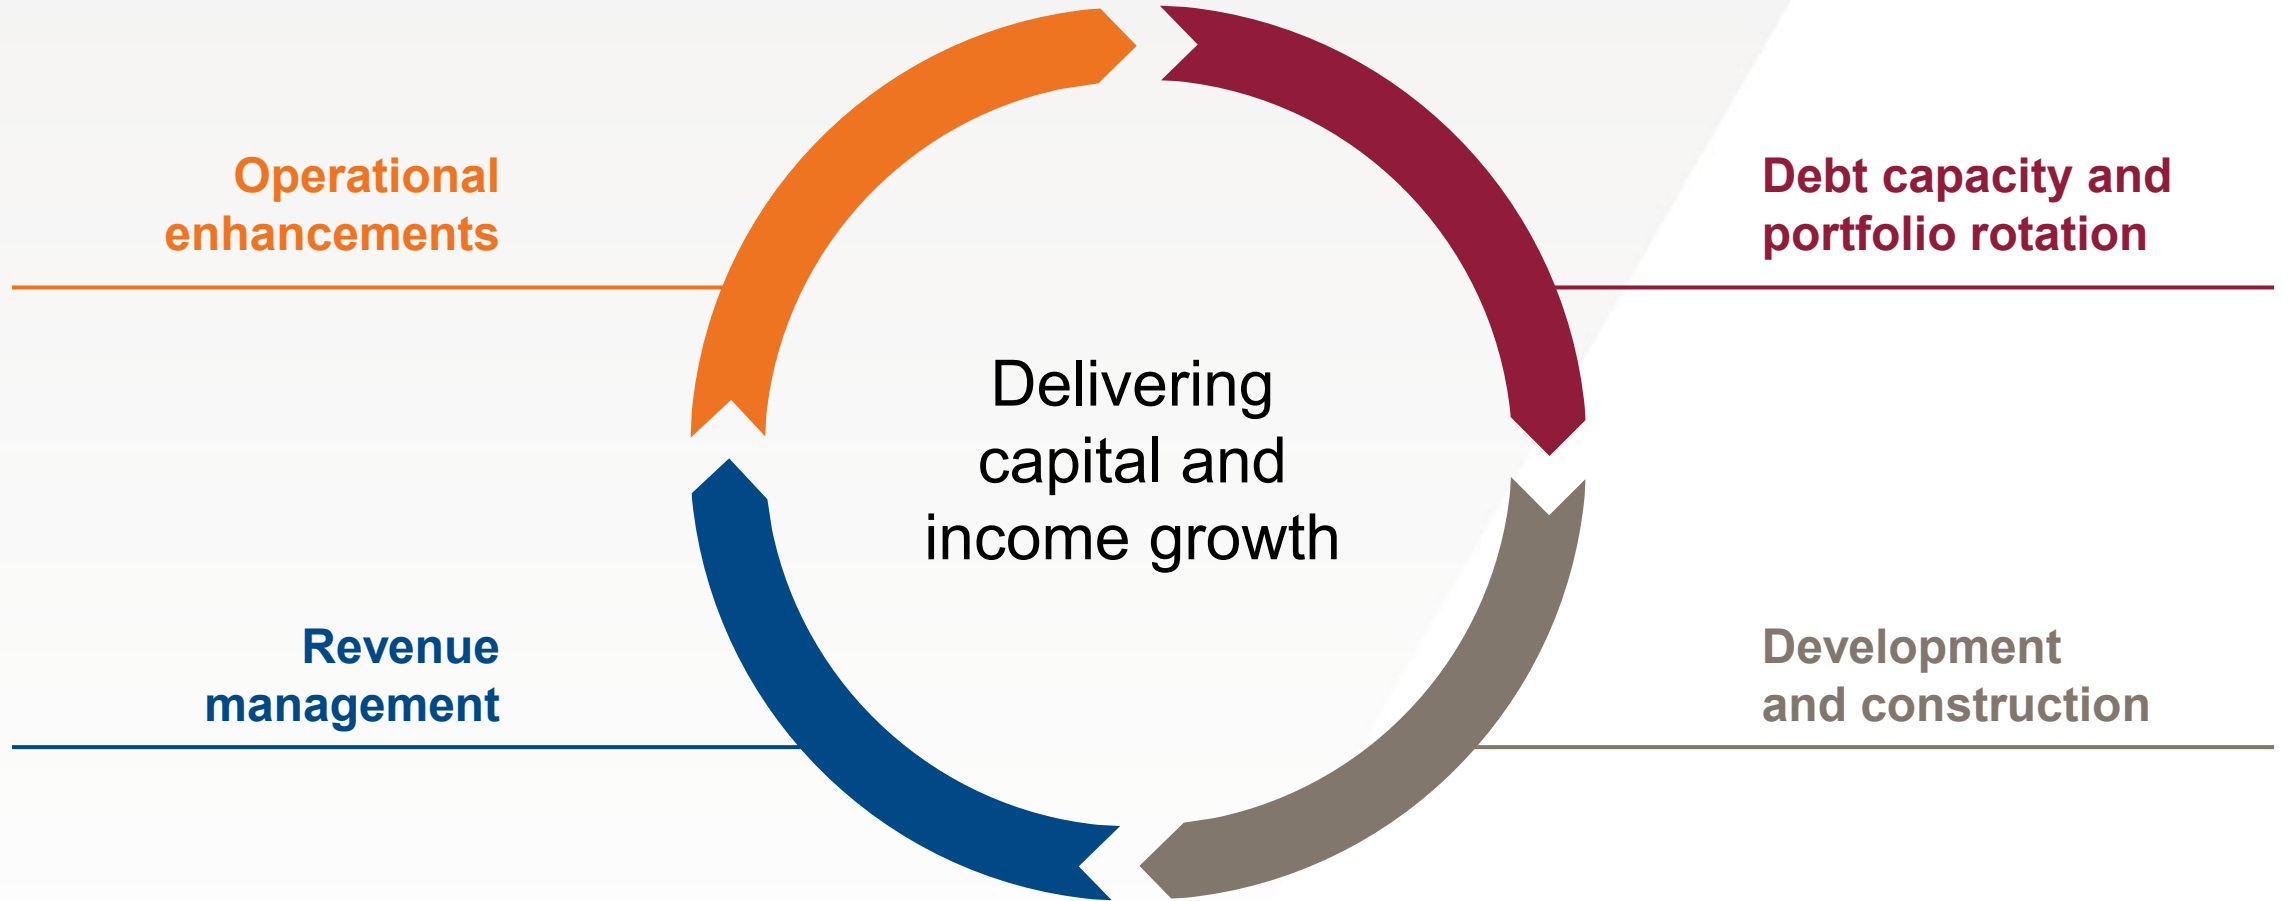 Operational
enhancements
Debt capacity and
portfolio rotation
Delivering
capital and
income growth
Revenue
management
Development
and construction